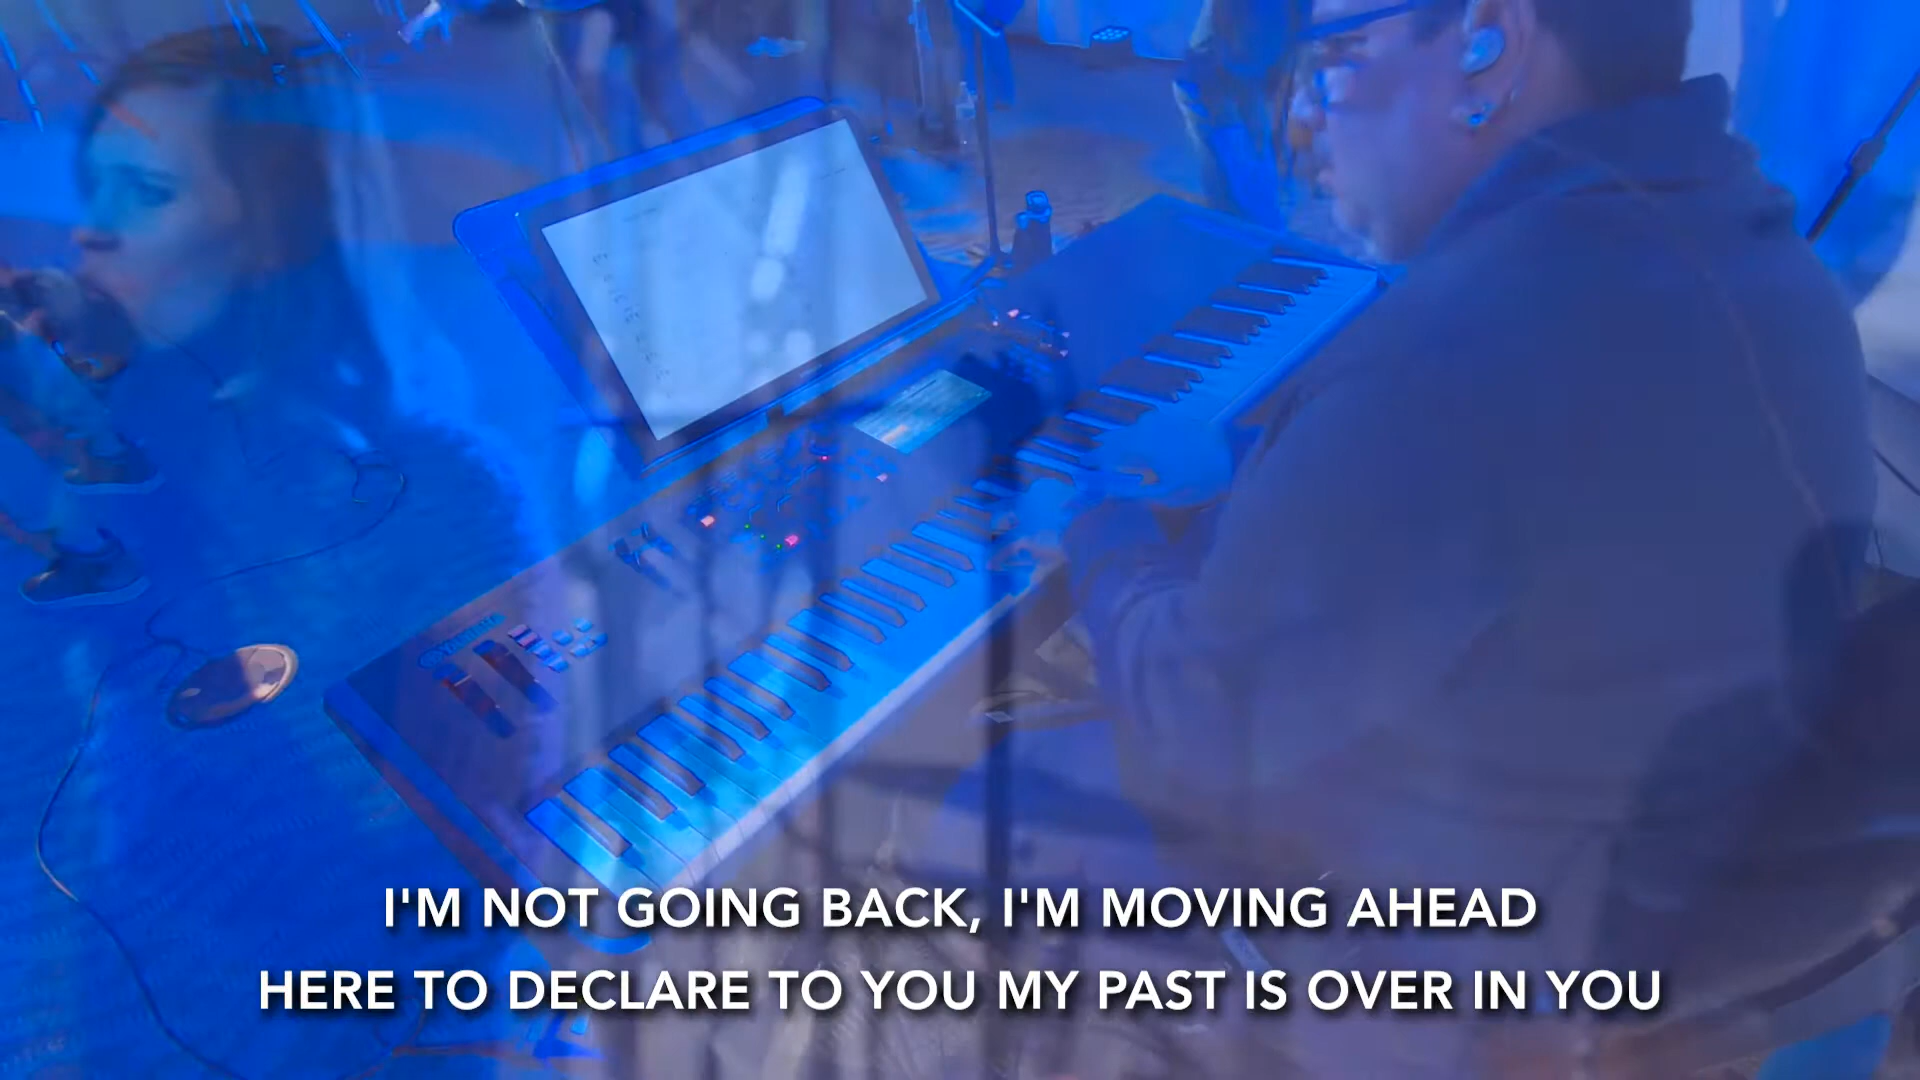 I'M NOT GOING BACK, I'M MOVING AHEAD
HERE TO DECLARE TO YOU MY PAST IS OVER IN YOU